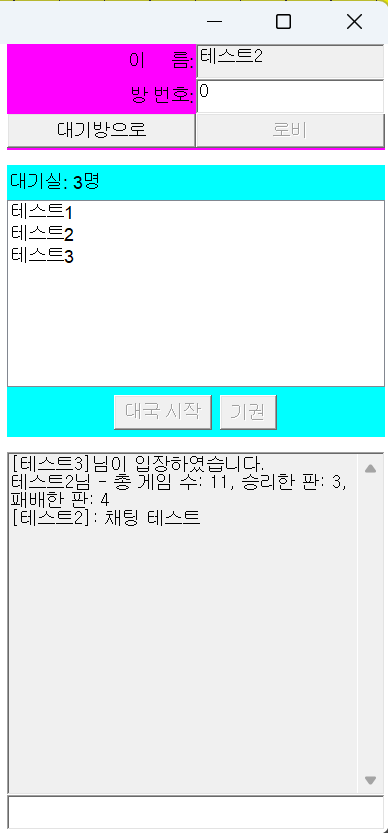 이 름: 테스트2
방 번호: 0
대기방으로 로비
대기실: 3명
테스트1
테스트2
테스트3
대국 시작 기권
[테스트3]님이 입장하였습니다.
테스트2님 - 총 게임 수: 11, 승리한 판: 3,
패배한 판: 4
[테스트2]: 채팅 테스트